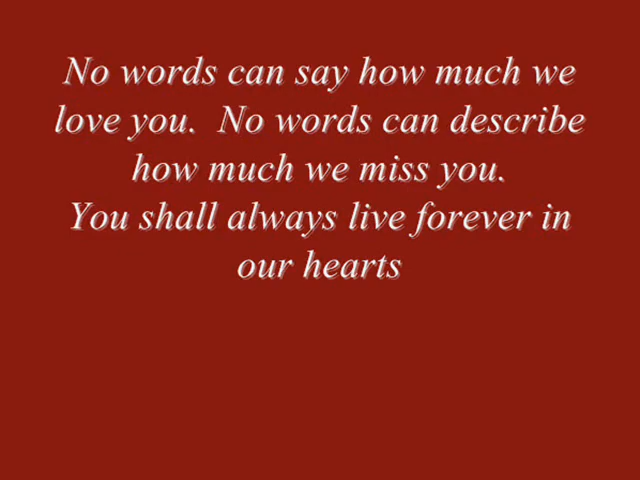 No words can say how much we
love you.  No words can describe
how much we miss you.
You shall always live forever in
our hearts